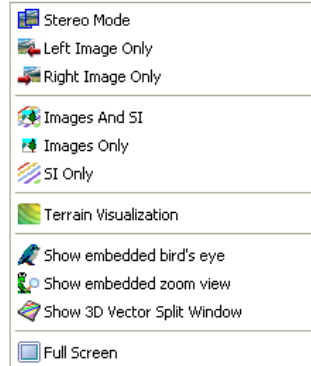 Stereo Mode
Left Image Only
Right Image Only
Images And SI
Images Only
SI Only
Terrain Visualization
Show embedded bird's eye
Show embedded zoom view
Show 3D Vector Split Window
Full Screen